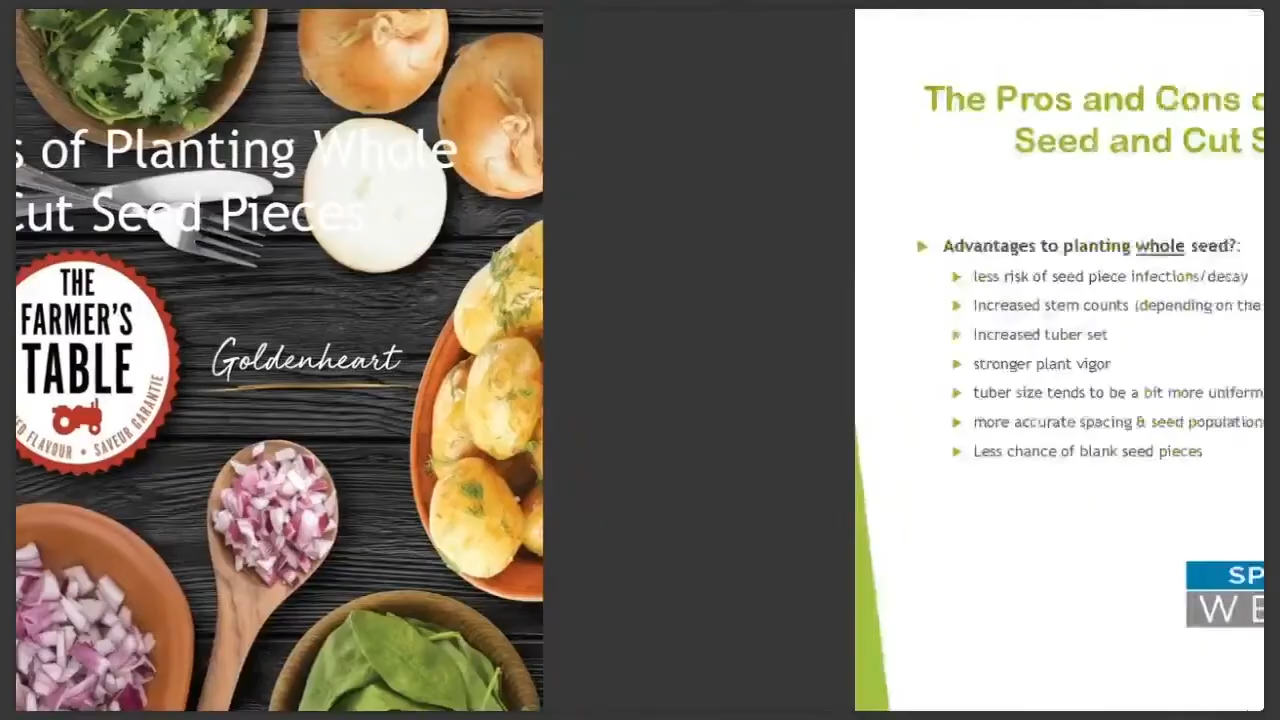 s of Planting Whole
Cut Seed Pieces
THE
FARMER'S
TABLE
ED FLAVOUR • SAVEUR GARANTIE
Goldenheart
The Pros and Cons o
Seed and Cut S
Advantages to planting whole seed?:
less risk of seed piece infections/decay
Increased stem counts (depending on the
Increased tuber set
stronger plant vigor
tuber size tends to be a bit more uniform
more accurate spacing & seed population
Less chance of blank seed pieces
SP
WE